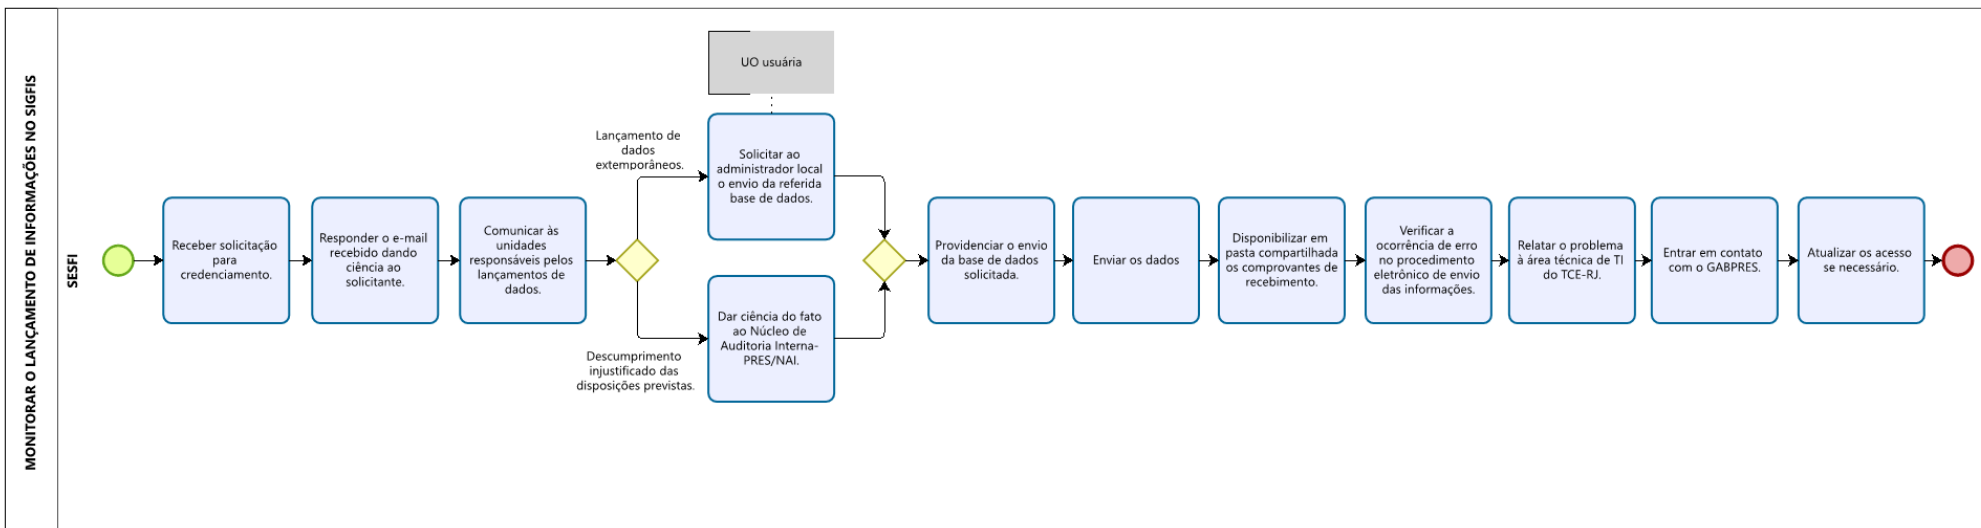 MONITORAR O LANÇAMENTO DE INFORMAÇÕES NO SIGFIS
SESFI
Receber solicitação
para
credenciamento.
Responder o e-mail
recebido dando
ciência ao
solicitante.
Comunicar às
unidades
responsáveis pelos
lançamentos de
dados.
Lançamento de
dados
extemporâneos.
UO usuária
Solicitar ao
administrador local
o envio da referida
base de dados.
Descumprimento
injustificado das
disposições previstas.
Dar ciência do fato
ao Núcleo de
Auditoria Interna-
PRES/NAI.
Providenciar o envio
da base de dados
solicitada.
Enviar os dados
Disponibilizar em
pasta compartilhada
os comprovantes de
recebimento.
Verificar a
ocorrência de erro
no procedimento
eletrônico de envio
das informações.
Relatar o problema
à área técnica de TI
do TCE-RJ.
Entrar em contato
com o GABPRES.
Atualizar os acesso
se necessário.